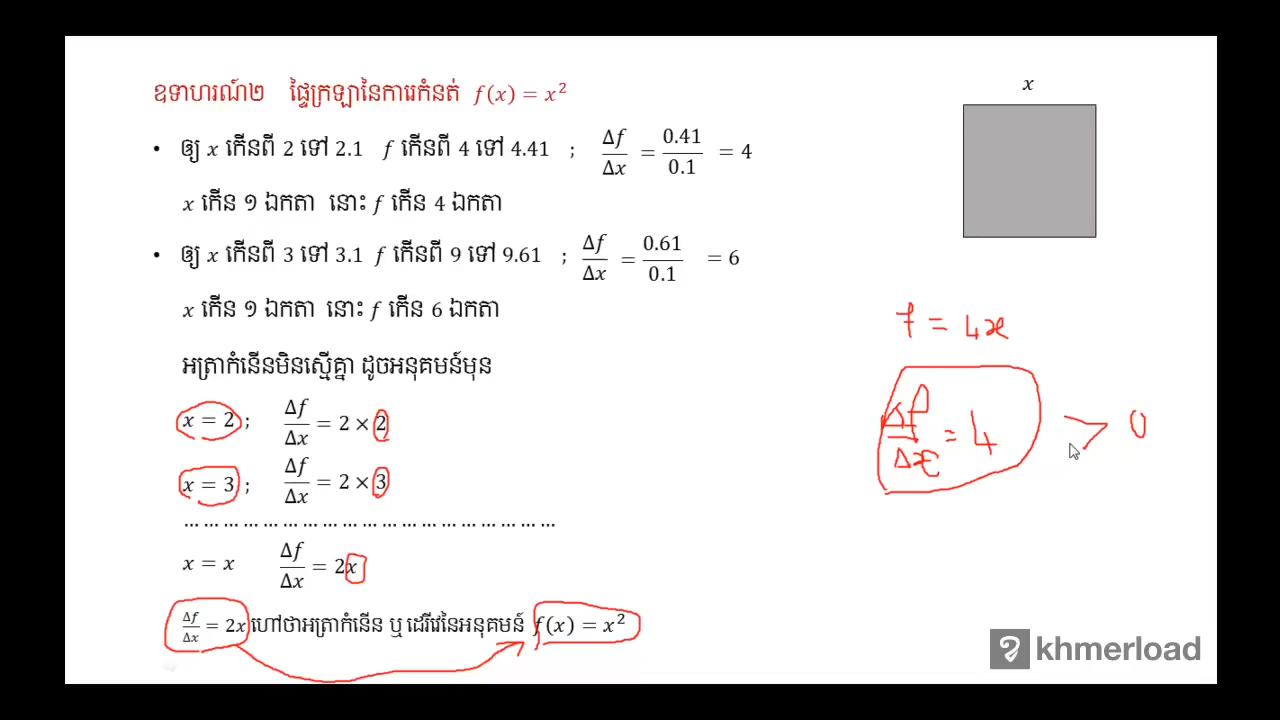 ឧទាហរណ៍២ ផ្ទៃក្រឡានៃការេកំនត់ f(x) = x²
x
• ឲ្យ x កើនពី 2 ទៅ 2.1 f កើនពី 4 ទៅ 4.41 ; Δf/Δx = 0.41/0.1 = 4
x កើន ១ ឯកតា នោះ f កើន 4 ឯកតា
• ឲ្យ x កើនពី 3 ទៅ 3.1 f កើនពី 9 ទៅ 9.61 ; Δf/Δx = 0.61/0.1 = 6
x កើន ១ ឯកតា នោះ f កើន 6 ឯកតា
f = 4x
អត្រាកំនើនមិនស្មើគ្នា ដូចអនុគមន៍មុន
x = 2 ; Δf/Δx = 2 × 2
Δf/Δx = 4 > 0
x = 3 ; Δf/Δx = 2 × 3
… … … … … … … … … … … … … … … … … … …
x = x Δf/Δx = 2x
Δf/Δx = 2x ហៅថាអត្រាកំនើន ឬ ដេរីវេនៃអនុគមន៍ f(x) = x²
khmerload